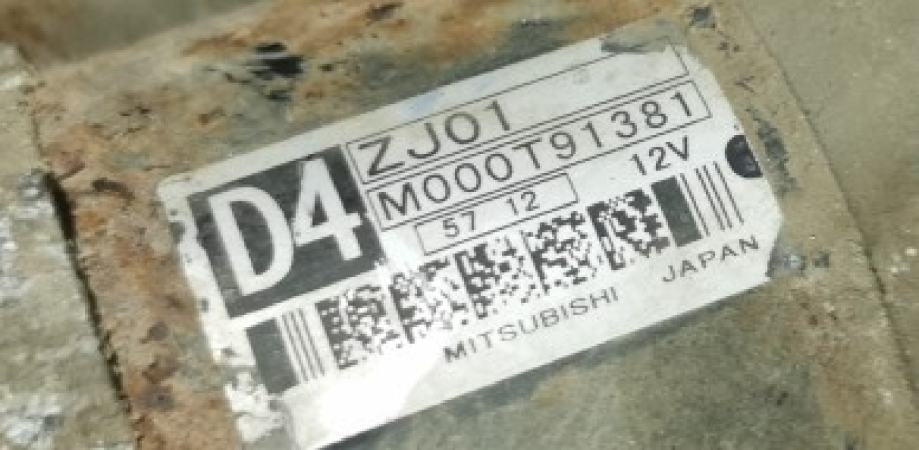 D4
ZJ01
M000T91381
57 12
12V
MITSUBISHI JAPAN